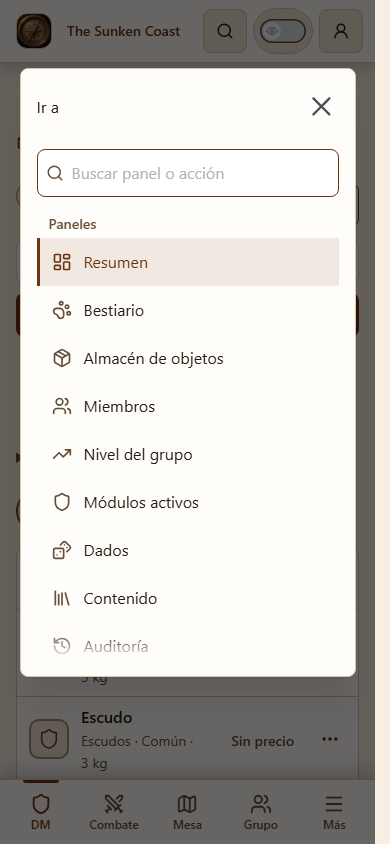 The Sunken Coast
Ir a
Buscar panel o acción
Paneles
Resumen
Bestiario
Almacén de objetos
Miembros
Nivel del grupo
Módulos activos
Dados
Contenido
Auditoría
3 kg
Escudo
Escudos · Común ·
3 kg
Sin precio
DM
Combate
Mesa
Grupo
Más